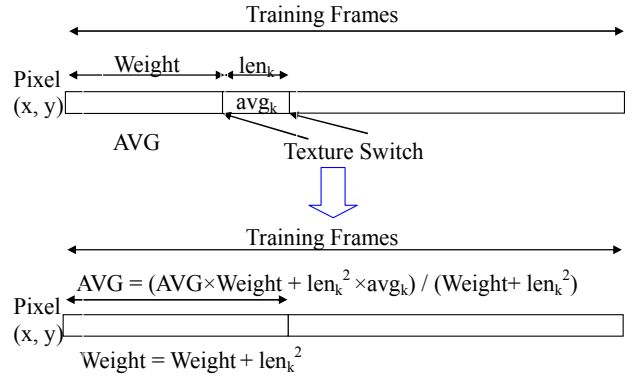 Training Frames
Weight len_k
Pixel
(x, y)
avg_k
AVG
Texture Switch
Training Frames
AVG = (AVG×Weight + len_k^2 ×avg_k) / (Weight+ len_k^2)
Pixel
(x, y)
Weight = Weight + len_k^2